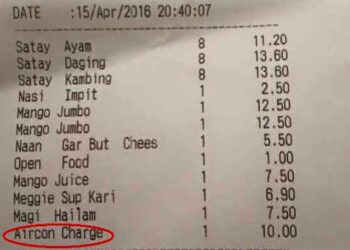 DATE :15/Apr/2016 20:40:07
Satay Ayam 8 11.20
Satay Daging 8 13.60
Satay Kambing 8 13.60
Nasi Impit 1 2.50
Mango Jumbo 1 12.50
Mango Jumbo 1 12.50
Naan Gar But Chees 1 5.50
Open Food 1 1.00
Mango Juice 1 7.50
Meggie Sup Kari 1 6.90
Magi Hailam 1 7.50
Aircon Charge 1 10.00